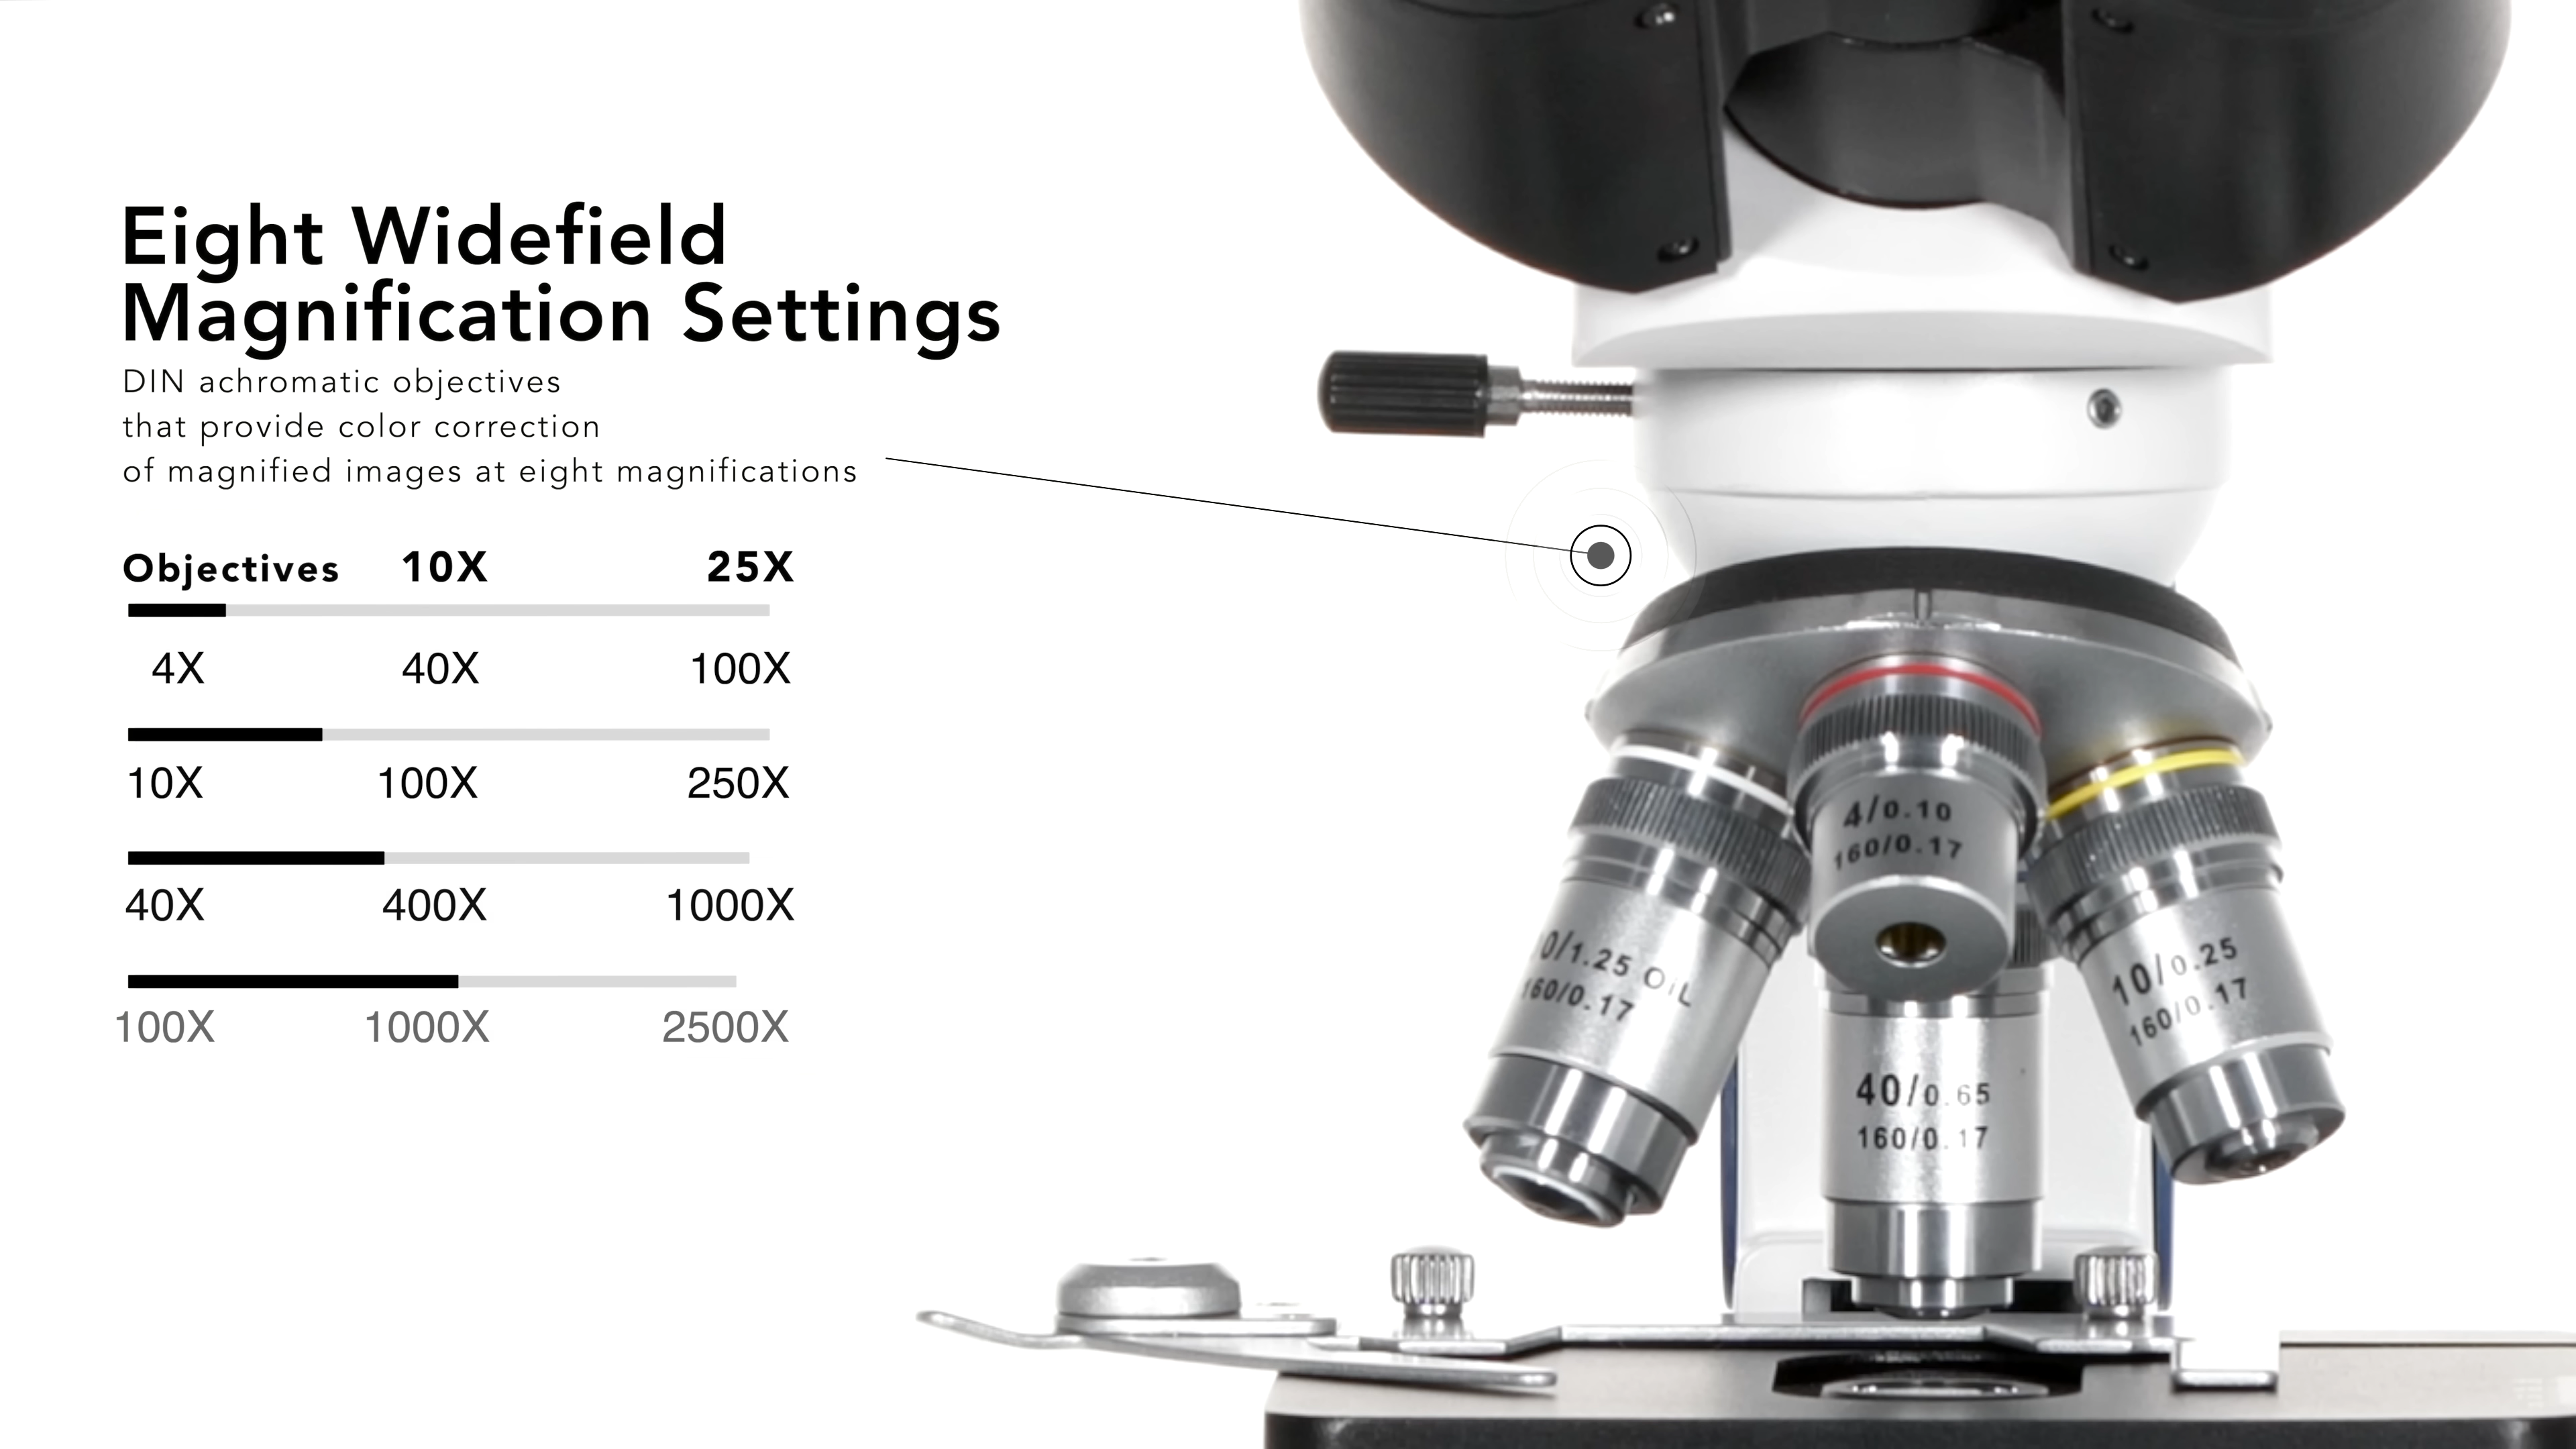 Eight Widefield
Magnification Settings
DIN achromatic objectives
that provide color correction
of magnified images at eight magnifications
Objectives 10X 25X
4X 40X 100X
10X 100X 250X
40X 400X 1000X
100X 1000X 2500X
4/0.10
160/0.17
0/1.25 OiL
160/0.17
10/0.25
160/0.17
40/0.65
160/0.17